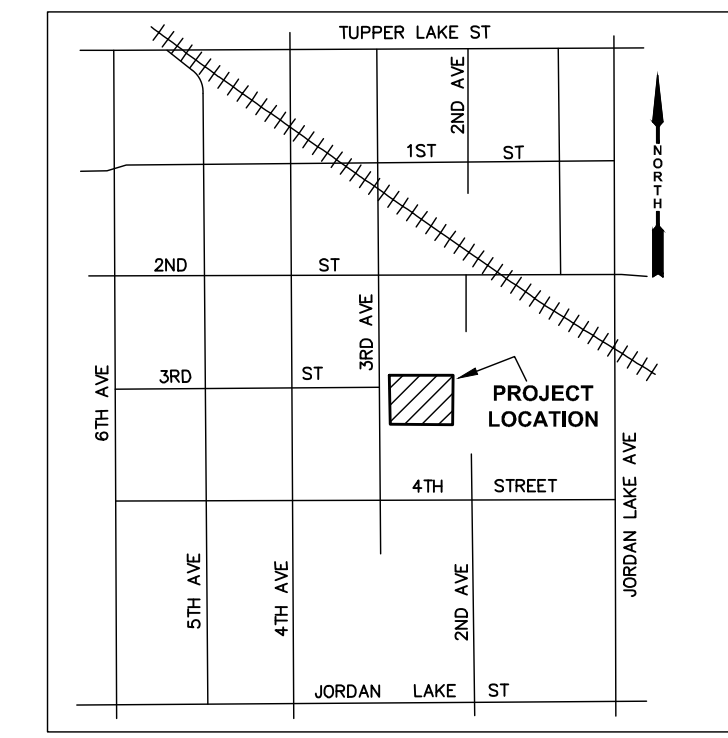 TUPPER LAKE ST
2ND AVE
1ST ST
NORTH
2ND ST
3RD AVE
3RD ST
6TH AVE
PROJECT
LOCATION
4TH STREET
JORDAN LAKE AVE
5TH AVE
4TH AVE
2ND AVE
JORDAN LAKE ST